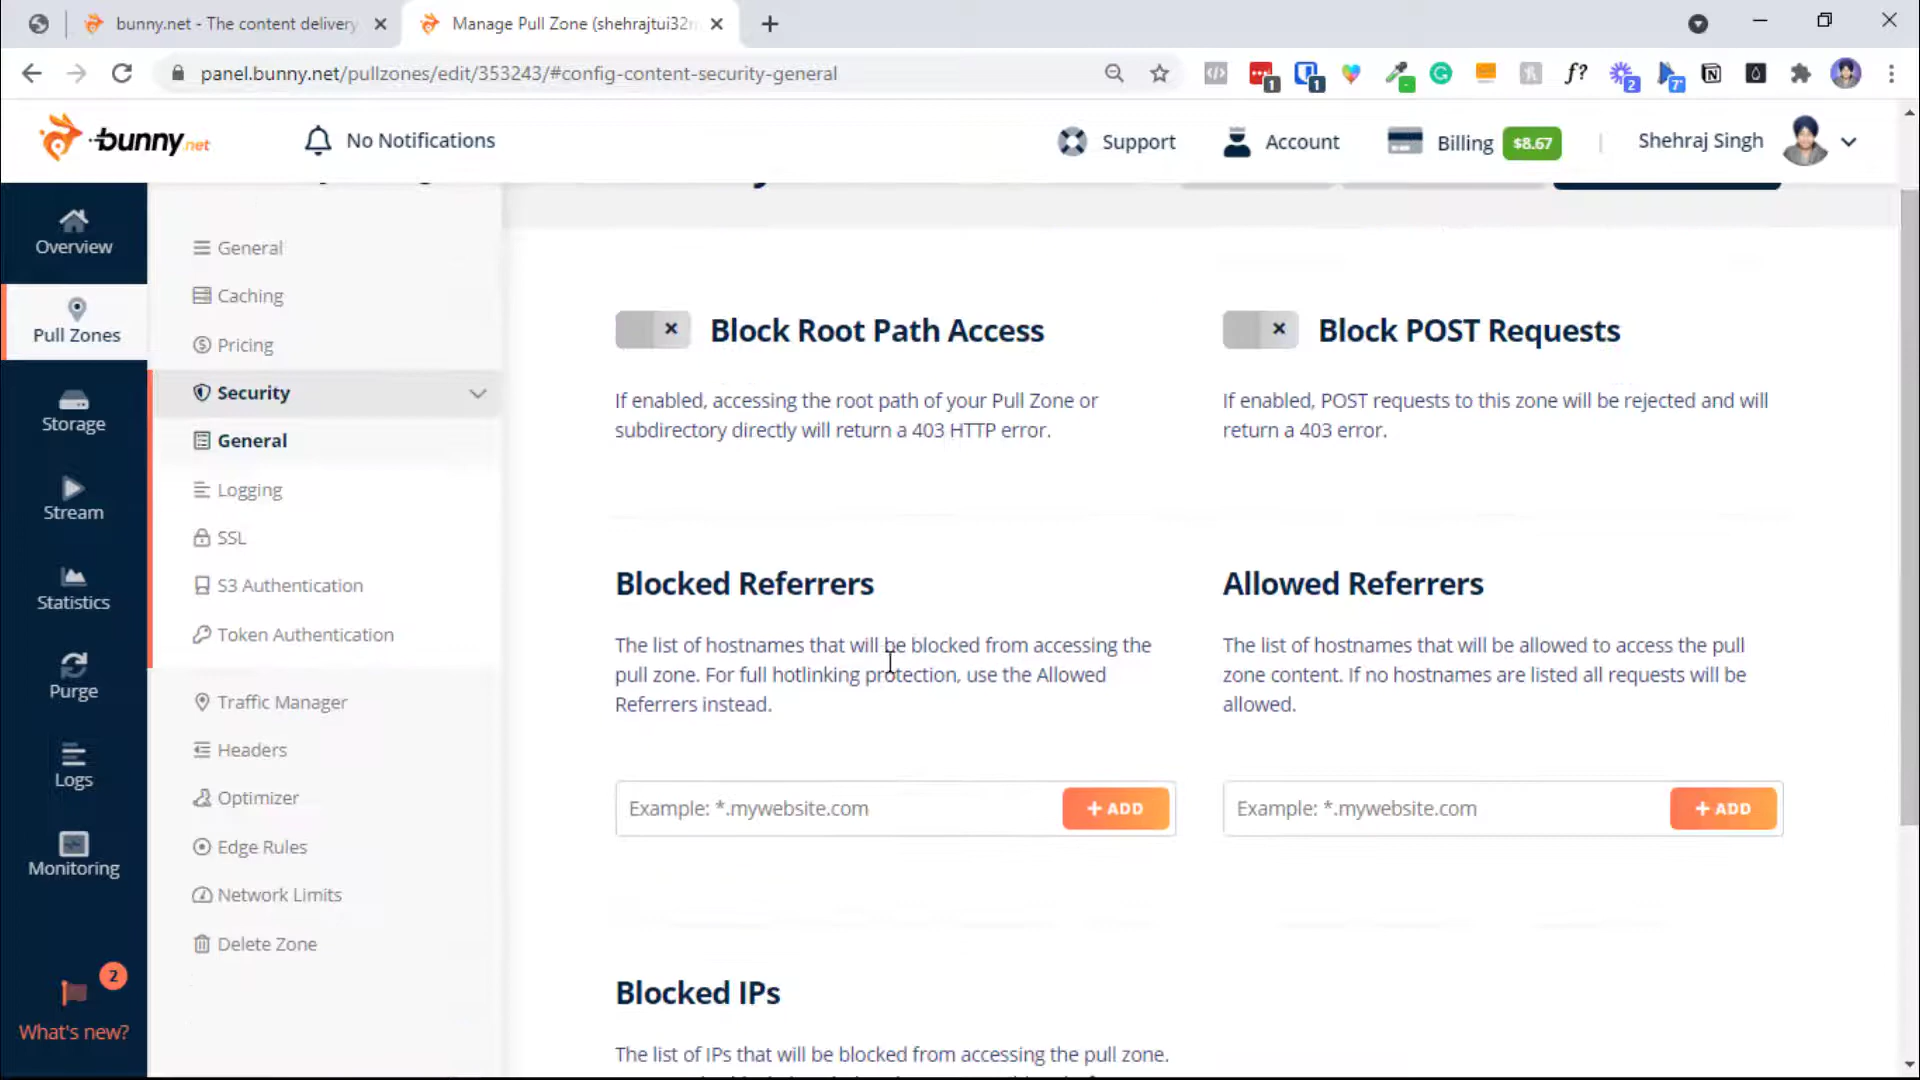 bunny.net - The content delivery
Manage Pull Zone (shehrajtui32
panel.bunny.net/pullzones/edit/353243/#config-content-security-general
1
1
f?
2
7
bunny.net
No Notifications
Support
Account
Billing
$8.67
Shehraj Singh
Overview
Pull Zones
Storage
Stream
Statistics
Purge
Logs
Monitoring
2
What's new?
General
Caching
Pricing
Security
General
Logging
SSL
S3 Authentication
Token Authentication
Traffic Manager
Headers
Optimizer
Edge Rules
Network Limits
Delete Zone
Block Root Path Access
If enabled, accessing the root path of your Pull Zone or
subdirectory directly will return a 403 HTTP error.
Block POST Requests
If enabled, POST requests to this zone will be rejected and will
return a 403 error.
Blocked Referrers
The list of hostnames that will be blocked from accessing the
pull zone. For full hotlinking protection, use the Allowed
Referrers instead.
Example: *.mywebsite.com
+ ADD
Allowed Referrers
The list of hostnames that will be allowed to access the pull
zone content. If no hostnames are listed all requests will be
allowed.
Example: *.mywebsite.com
+ ADD
Blocked IPs
The list of IPs that will be blocked from accessing the pull zone.